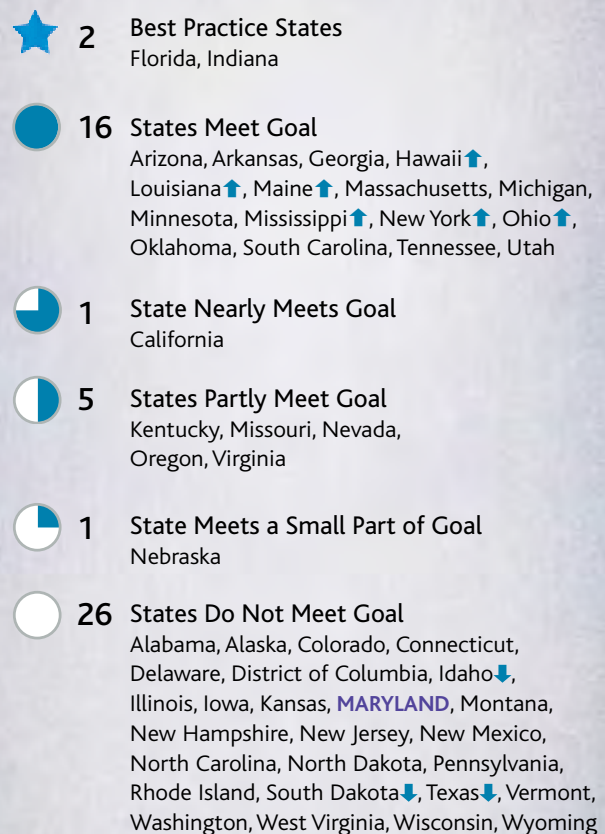 2 Best Practice States
Florida, Indiana
16 States Meet Goal
Arizona, Arkansas, Georgia, Hawaii⬆,
Louisiana⬆, Maine⬆, Massachusetts, Michigan,
Minnesota, Mississippi⬆, New York⬆, Ohio⬆,
Oklahoma, South Carolina, Tennessee, Utah
1 State Nearly Meets Goal
California
5 States Partly Meet Goal
Kentucky, Missouri, Nevada,
Oregon, Virginia
1 State Meets a Small Part of Goal
Nebraska
26 States Do Not Meet Goal
Alabama, Alaska, Colorado, Connecticut,
Delaware, District of Columbia, Idaho⬇,
Illinois, Iowa, Kansas, MARYLAND, Montana,
New Hampshire, New Jersey, New Mexico,
North Carolina, North Dakota, Pennsylvania,
Rhode Island, South Dakota⬇, Texas⬇, Vermont,
Washington, West Virginia, Wisconsin, Wyoming